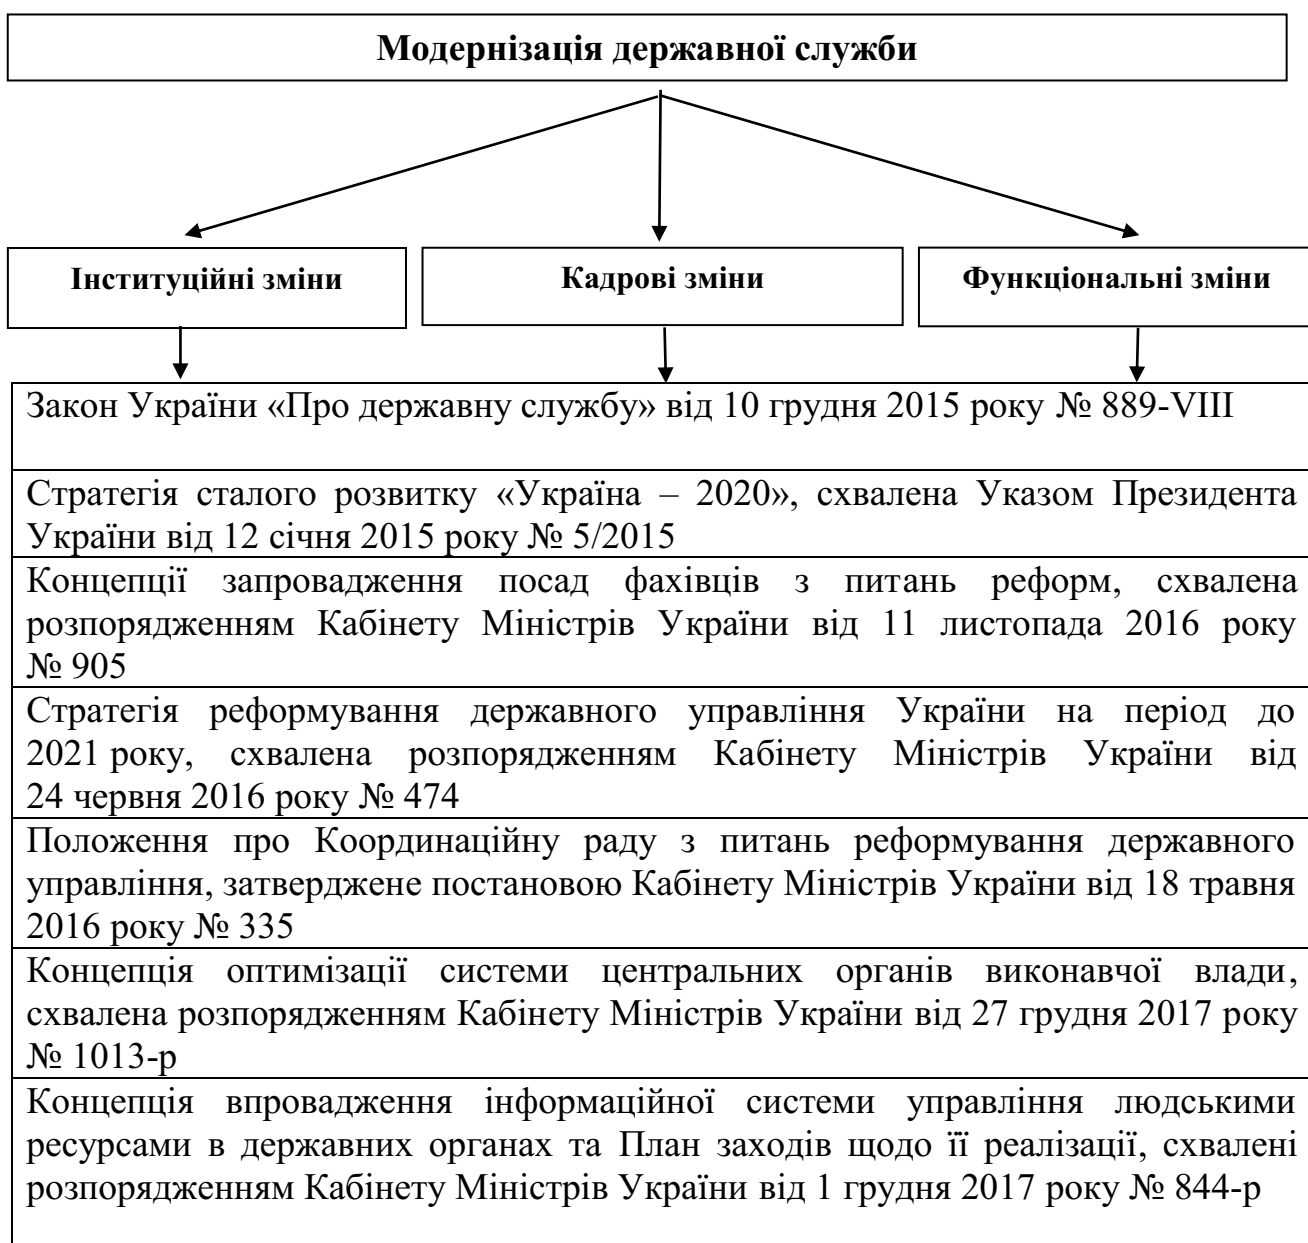 Модернізація державної служби
Інституційні зміни
Кадрові зміни
Функціональні зміни
Закон України «Про державну службу» від 10 грудня 2015 року № 889-VIII
Стратегія сталого розвитку «Україна – 2020», схвалена Указом Президента
України від 12 січня 2015 року № 5/2015
Концепції запровадження посад фахівців з питань реформ, схвалена
розпорядженням Кабінету Міністрів України від 11 листопада 2016 року
№ 905
Стратегія реформування державного управління України на період до
2021 року, схвалена розпорядженням Кабінету Міністрів України від
24 червня 2016 року № 474
Положення про Координаційну раду з питань реформування державного
управління, затверджене постановою Кабінету Міністрів України від 18 травня
2016 року № 335
Концепція оптимізації системи центральних органів виконавчої влади,
схвалена розпорядженням Кабінету Міністрів України від 27 грудня 2017 року
№ 1013-р
Концепція впровадження інформаційної системи управління людськими
ресурсами в державних органах та План заходів щодо її реалізації, схвалені
розпорядженням Кабінету Міністрів України від 1 грудня 2017 року № 844-р